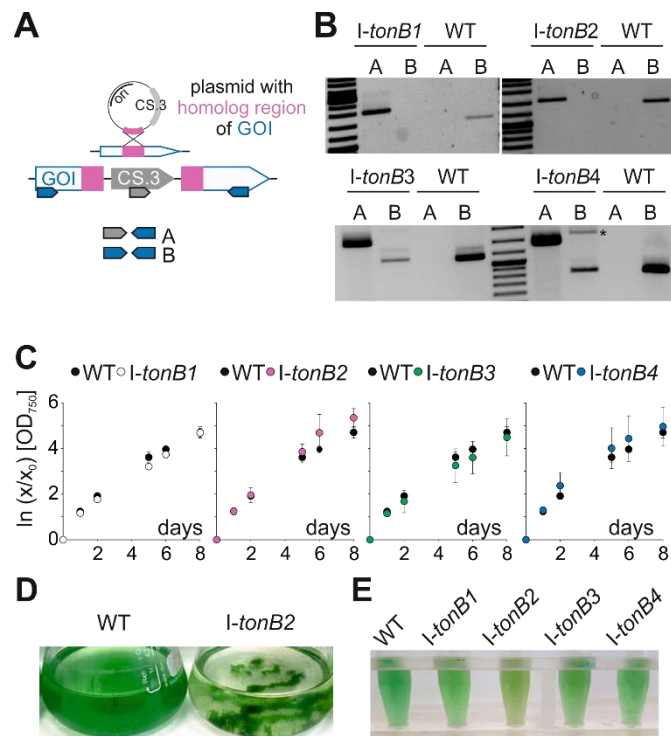 A
ori
CS.3
plasmid with
homolog region
of GOI
GOI
CS.3
A
B
B
I-tonB1 WT I-tonB2 WT
A B A B A B A B
I-tonB3 WT I-tonB4 WT
A B A B A B A B
*
C
WT I-tonB1 WT I-tonB2 WT I-tonB3 WT I-tonB4
ln (x/x0) [OD750]
6
4
2
0
days days days days
2 4 6 8 2 4 6 8 2 4 6 8 2 4 6 8
D
WT I-tonB2
E
WT I-tonB1 I-tonB2 I-tonB3 I-tonB4